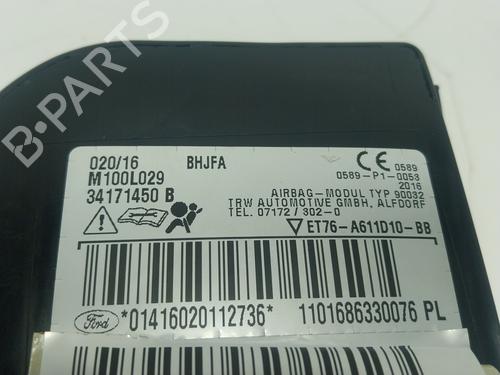 B-PARTS
020/16 BHJFA
M100L029
34171450 B
CE 0589
0589-P1-0053
2016
AIRBAG-MODUL TYP 90032
TRW AUTOMOTIVE GMBH, ALFDORF
TEL. 07172 / 302-0
ET76-A611D10-BB
Ford *01416020112736* 1101686330076 PL